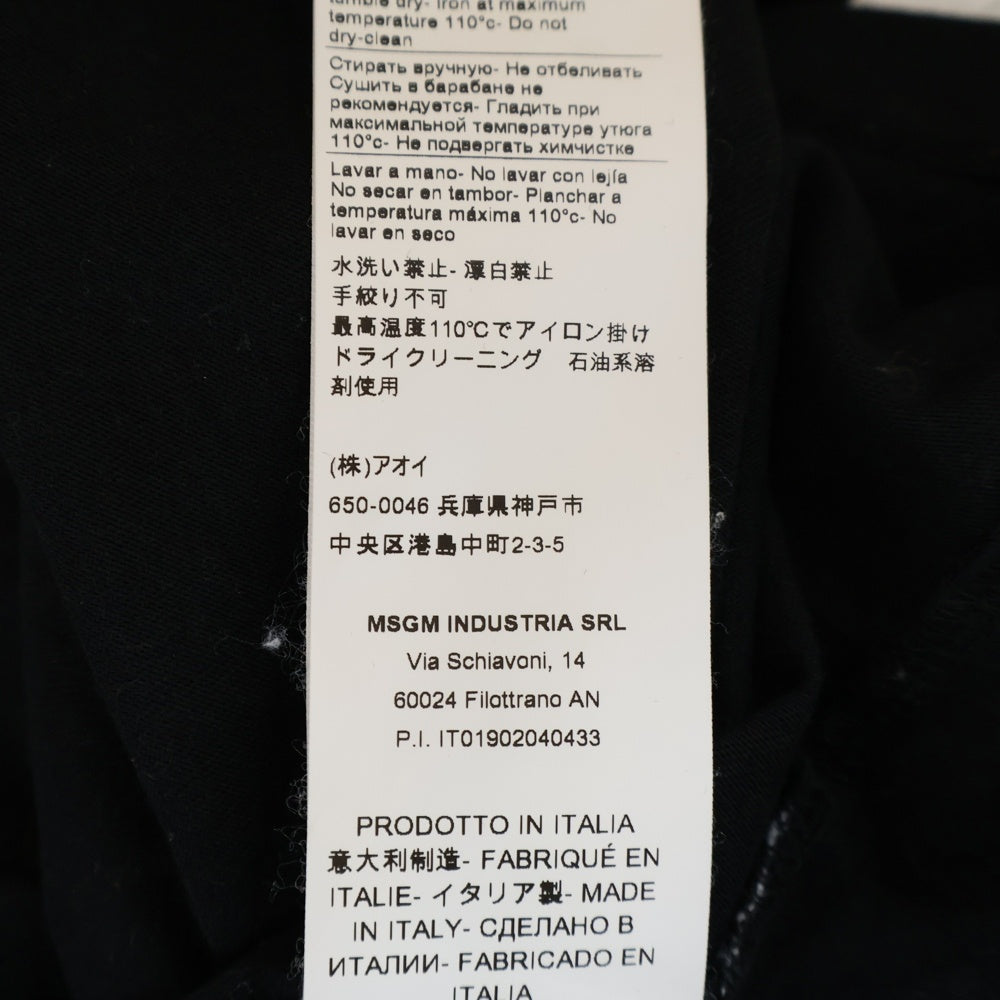 tumble dry- Iron at maximum
temperature 110°c- Do not
dry-clean
Стирать вручную- Не отбеливать
Сушить в барабане не
рекомендуется- Гладить при
максимальной температуре утюга
110°c- Не подвергать химчистке
Lavar a mano- No lavar con lejía
No secar en tambor- Planchar a
temperatura máxima 110°c- No
lavar en seco
水洗い禁止- 漂白禁止
手絞り不可
最高温度110℃でアイロン掛け
ドライクリーニング 石油系溶
剤使用
(株)アオイ
650-0046 兵庫県神戸市
中央区港島中町2-3-5
MSGM INDUSTRIA SRL
Via Schiavoni, 14
60024 Filottrano AN
P.I. IT01902040433
PRODOTTO IN ITALIA
意大利制造- FABRIQUÉ EN
ITALIE- イタリア製- MADE
IN ITALY- СДЕЛАНО В
ИТАЛИИ- FABRICADO EN
ITALIA